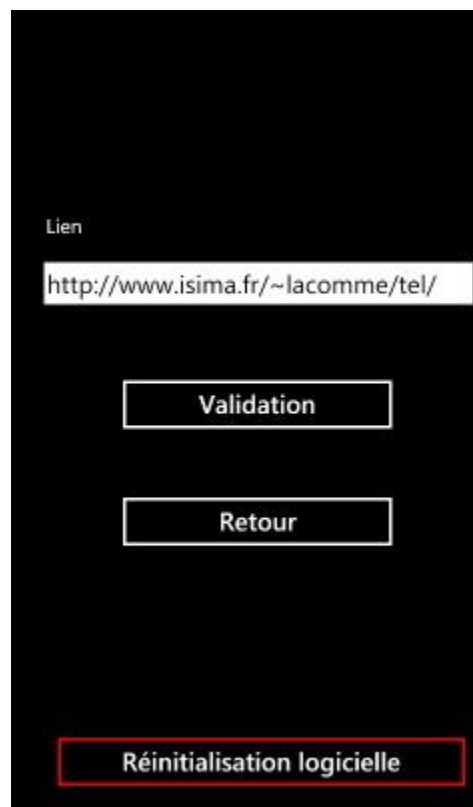 Lien
http://www.isima.fr/~lacomme/tel/
Validation
Retour
Réinitialisation logicielle